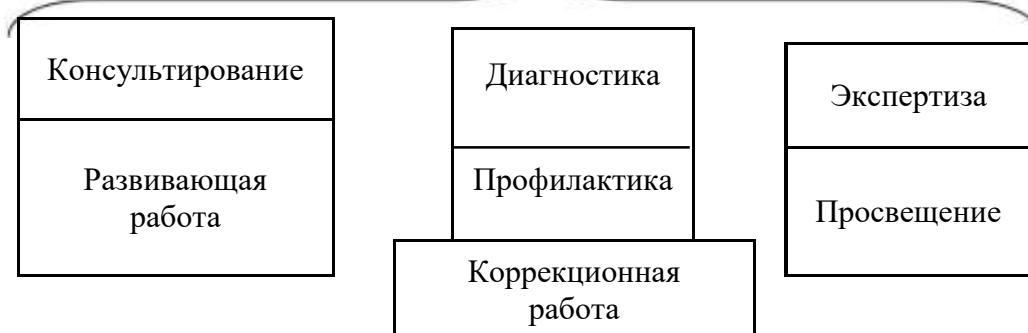 Консультирование
Развивающая
работа
Диагностика
Профилактика
Коррекционная
работа
Экспертиза
Просвещение